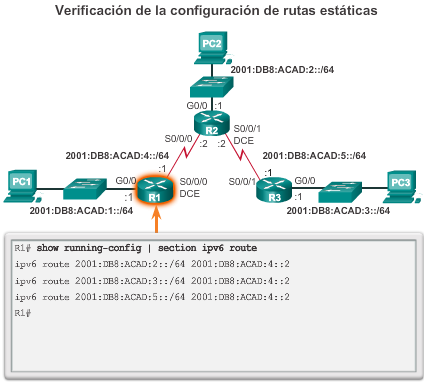 Verificación de la configuración de rutas estáticas
PC2
2001:DB8:ACAD:2::/64
G0/0 :1
R2
S0/0/0 :2
:2 S0/0/1
DCE
2001:DB8:ACAD:4::/64
2001:DB8:ACAD:5::/64
PC1
G0/0
:1
:1
R1
S0/0/0
DCE
2001:DB8:ACAD:1::/64
S0/0/1
:1
R3
G0/0
:1
PC3
2001:DB8:ACAD:3::/64
R1# show running-config | section ipv6 route
ipv6 route 2001:DB8:ACAD:2::/64 2001:DB8:ACAD:4::2
ipv6 route 2001:DB8:ACAD:3::/64 2001:DB8:ACAD:4::2
ipv6 route 2001:DB8:ACAD:5::/64 2001:DB8:ACAD:4::2
R1#